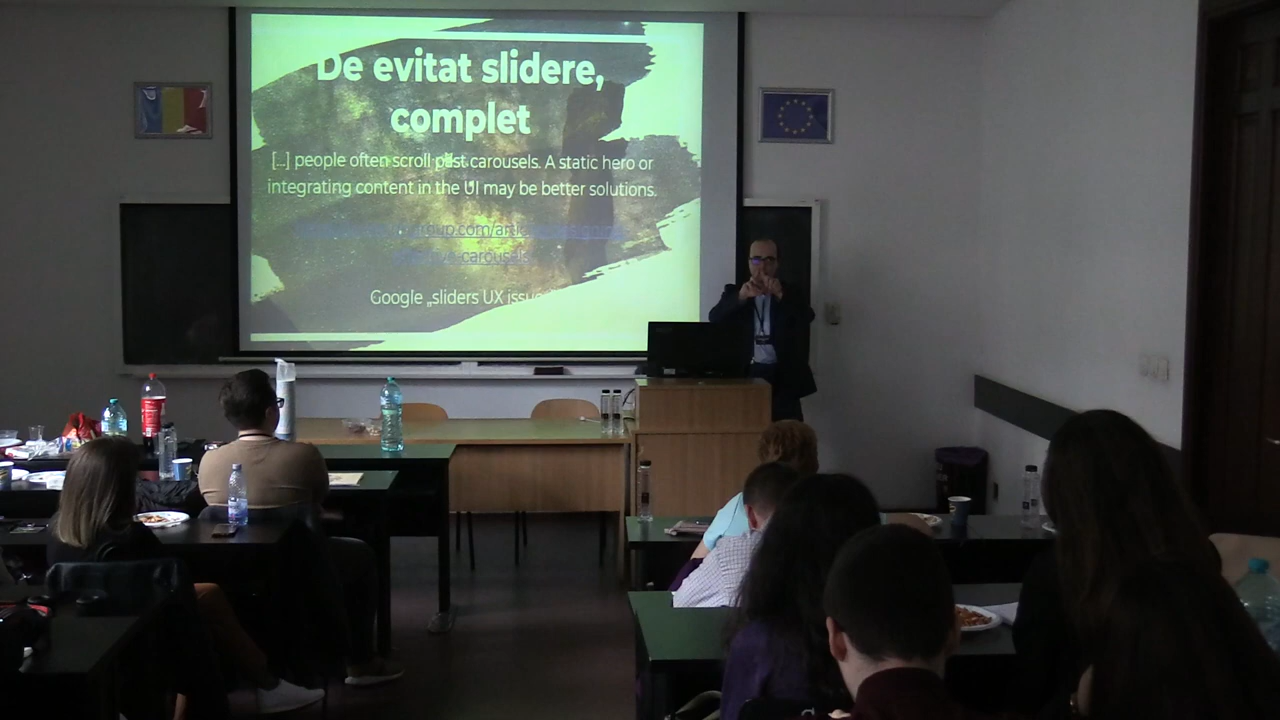 De evitat slidere,
complet
[...] people often scroll past carousels. A static hero or
integrating content in the UI may be better solutions.
Google „sliders UX